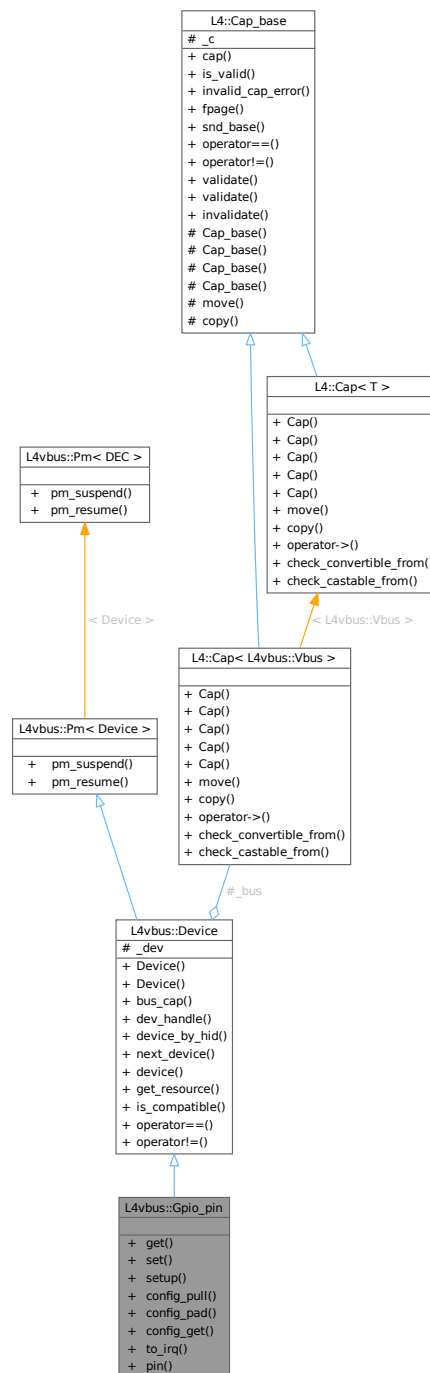 L4::Cap_base
# _c
+ cap()
+ is_valid()
+ invalid_cap_error()
+ fpage()
+ snd_base()
+ operator==()
+ operator!=()
+ validate()
+ validate()
+ invalidate()
# Cap_base()
# Cap_base()
# Cap_base()
# Cap_base()
# move()
# copy()
L4::Cap< T >
+ Cap()
+ Cap()
+ Cap()
+ Cap()
+ Cap()
+ move()
+ copy()
+ operator->()
+ check_convertible_from()
+ check_castable_from()
L4vbus::Pm< DEC >
+ pm_suspend()
+ pm_resume()
< Device >
< L4vbus::Vbus >
L4::Cap< L4vbus::Vbus >
+ Cap()
+ Cap()
+ Cap()
+ Cap()
+ Cap()
+ move()
+ copy()
+ operator->()
+ check_convertible_from()
+ check_castable_from()
L4vbus::Pm< Device >
+ pm_suspend()
+ pm_resume()
#_bus
L4vbus::Device
# _dev
+ Device()
+ Device()
+ bus_cap()
+ dev_handle()
+ device_by_hid()
+ next_device()
+ device()
+ get_resource()
+ is_compatible()
+ operator==()
+ operator!=()
L4vbus::Gpio_pin
+ get()
+ set()
+ setup()
+ config_pull()
+ config_pad()
+ config_get()
+ to_irq()
+ pin()